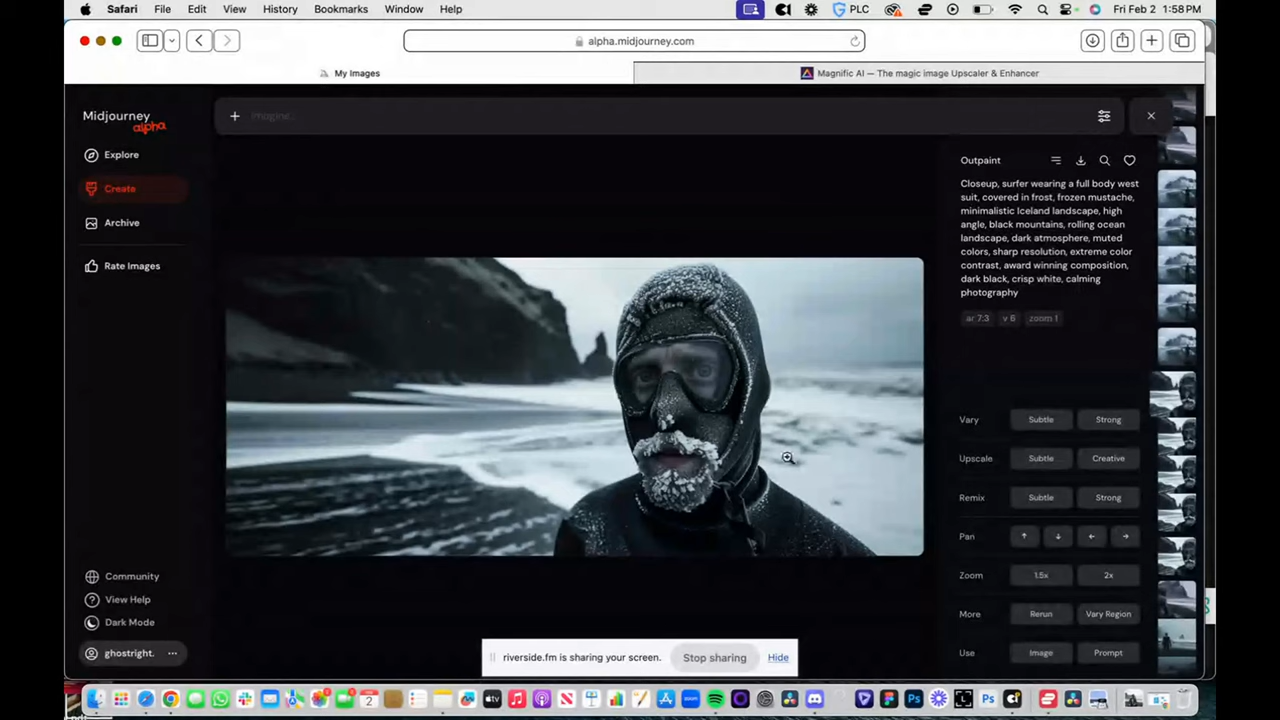 Safari File Edit View History Bookmarks Window Help PLC Fri Feb 2 1:58 PM
alpha.midjourney.com
My Images Magnific AI — The magic image Upscaler & Enhancer
Midjourney
alpha
Imagine
Explore
Create
Archive
Rate Images
Outpaint
Closeup, surfer wearing a full body west
suit, covered in frost, frozen mustache,
minimalistic Iceland landscape, high
angle, black mountains, rolling ocean
landscape, dark atmosphere, muted
colors, sharp resolution, extreme color
contrast, award winning composition,
dark black, crisp white, calming
photography
ar 7:3 v 6 zoom 1
Vary Subtle Strong
Upscale Subtle Creative
Remix Subtle Strong
Pan
Zoom 1.5x 2x
More Rerun Vary Region
Use Image Prompt
Community
View Help
Dark Mode
ghostright. ...
riverside.fm is sharing your screen. Stop sharing Hide